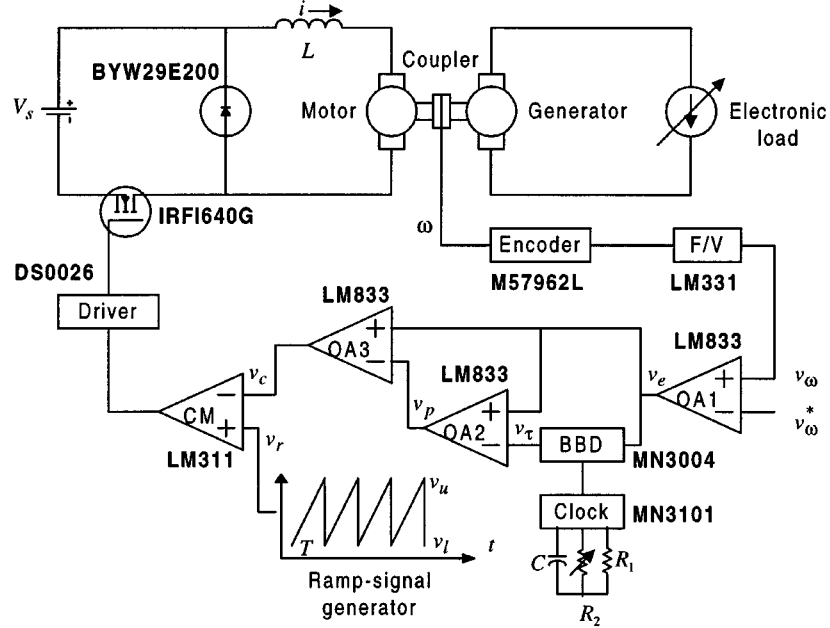 i
L
BYW29E200
Coupler
V_s
Motor
Generator
Electronic
load
IRFI640G
ω
Encoder
F/V
DS0026
M57962L
LM331
Driver
LM833
LM833
LM833
+
OA3
−
v_c
v_p
+
OA2
−
v_τ
v_e
+
OA1
−
v_ω
v_ω^*
−
CM
+
v_r
LM311
BBD
MN3004
Clock
MN3101
v_u
v_l
T
t
Ramp-signal
generator
C
R_1
R_2